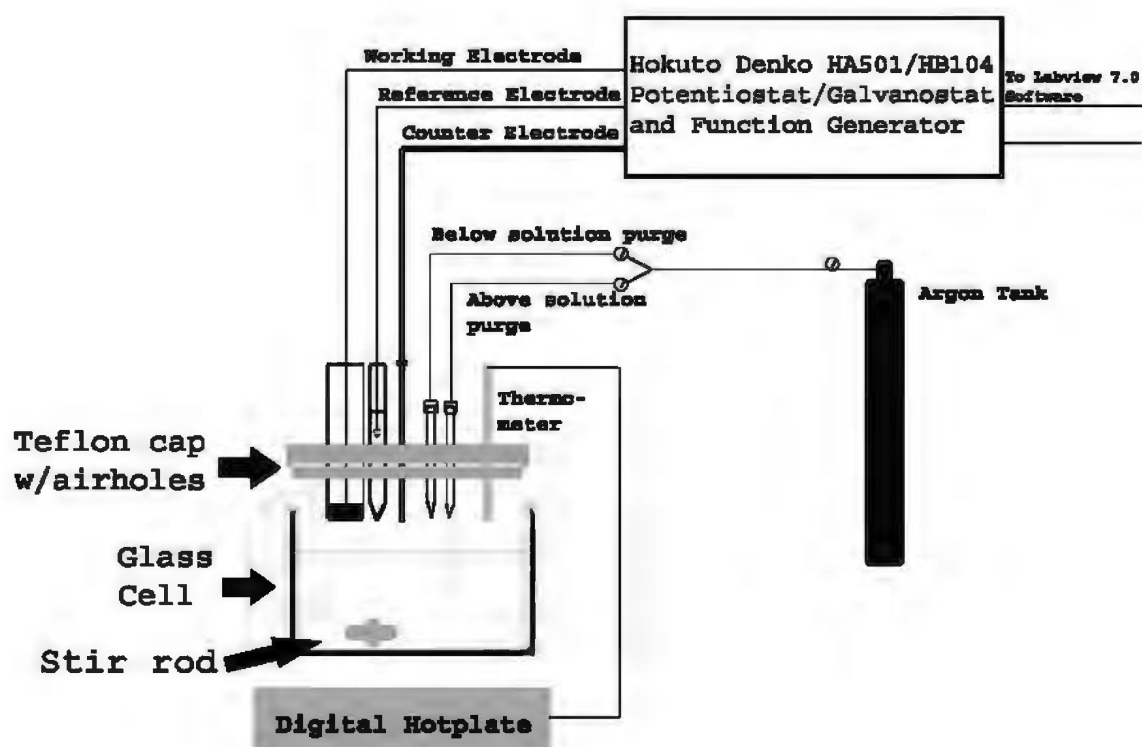 Working Electrode
Reference Electrode
Counter Electrode
Hokuto Denko HA501/HB104
Potentiostat/Galvanostat
and Function Generator
To Labview 7.0
Software
Below solution purge
Above solution
purge
Argon Tank
Thermo-
meter
Teflon cap
w/airholes
Glass
Cell
Stir rod
Digital Hotplate